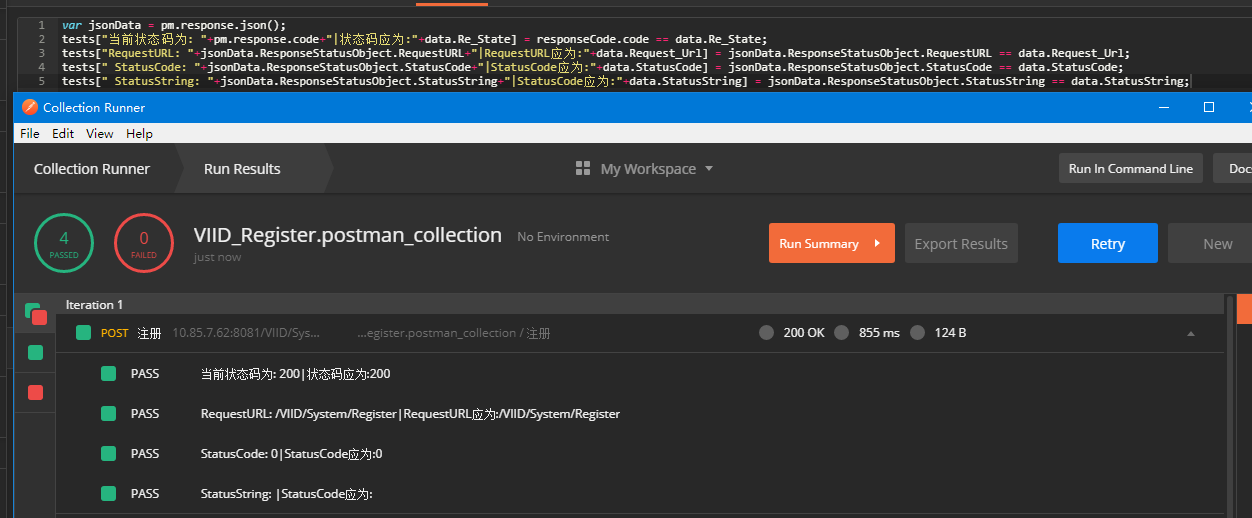 1 var jsonData = pm.response.json();
2 tests["当前状态码为: "+pm.response.code+"|状态码应为:"+data.Re_State] = responseCode.code == data.Re_State;
3 tests["RequestURL: "+jsonData.ResponseStatusObject.RequestURL+"|RequestURL应为:"+data.Request_Url] = jsonData.ResponseStatusObject.RequestURL == data.Request_Url;
4 tests[" StatusCode: "+jsonData.ResponseStatusObject.StatusCode+"|StatusCode应为:"+data.StatusCode] = jsonData.ResponseStatusObject.StatusCode == data.StatusCode;
5 tests[" StatusString: "+jsonData.ResponseStatusObject.StatusString+"|StatusCode应为:"+data.StatusString] = jsonData.ResponseStatusObject.StatusString == data.StatusString;
Collection Runner
File Edit View Help
Collection Runner Run Results My Workspace Run In Command Line Doc
4 PASSED 0 FAILED
VIID_Register.postman_collection No Environment
just now
Run Summary Export Results Retry New
Iteration 1
POST 注册 10.85.7.62:8081/VIID/Sys... ...egister.postman_collection / 注册 200 OK 855 ms 124 B
PASS 当前状态码为: 200|状态码应为:200
PASS RequestURL: /VIID/System/Register|RequestURL应为:/VIID/System/Register
PASS StatusCode: 0|StatusCode应为:0
PASS StatusString: |StatusCode应为: